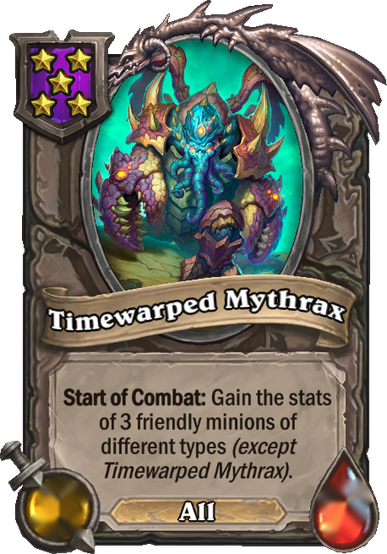 Timewarped Mythrax
Start of Combat: Gain the stats
of 3 friendly minions of
different types (except
Timewarped Mythrax).
All